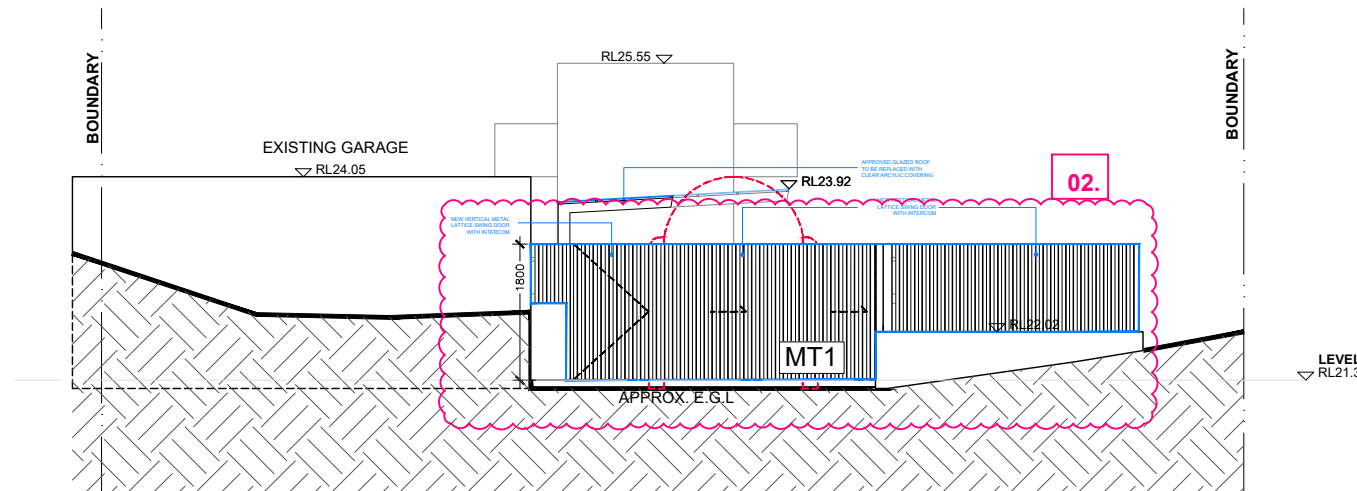 BOUNDARY
BOUNDARY
RL25.55
EXISTING GARAGE
RL24.05
APPROVED GLAZED ROOF
TO BE REPLACED WITH
CLEAR ARCYLIC COVERING
RL23.92
02.
NEW VERTICAL METAL
LATTICE SWING DOOR
WITH INTERCOM
LATTICE SWING DOOR
WITH INTERCOM
1800
RL22.02
MT1
LEVEL
RL21.3
APPROX. E.G.L